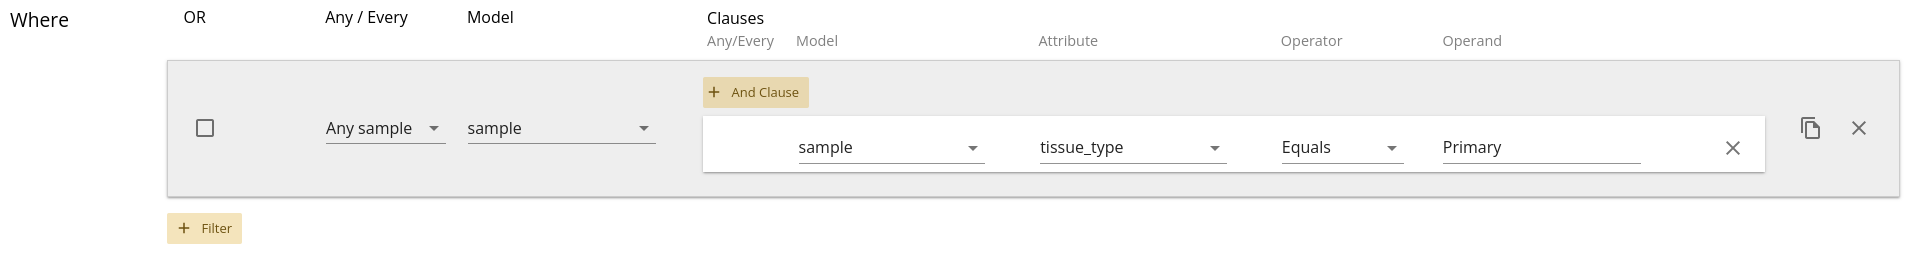 Where OR Any / Every Model Clauses
Any/Every Model Attribute Operator Operand
+ And Clause
Any sample sample
sample tissue_type Equals Primary
+ Filter